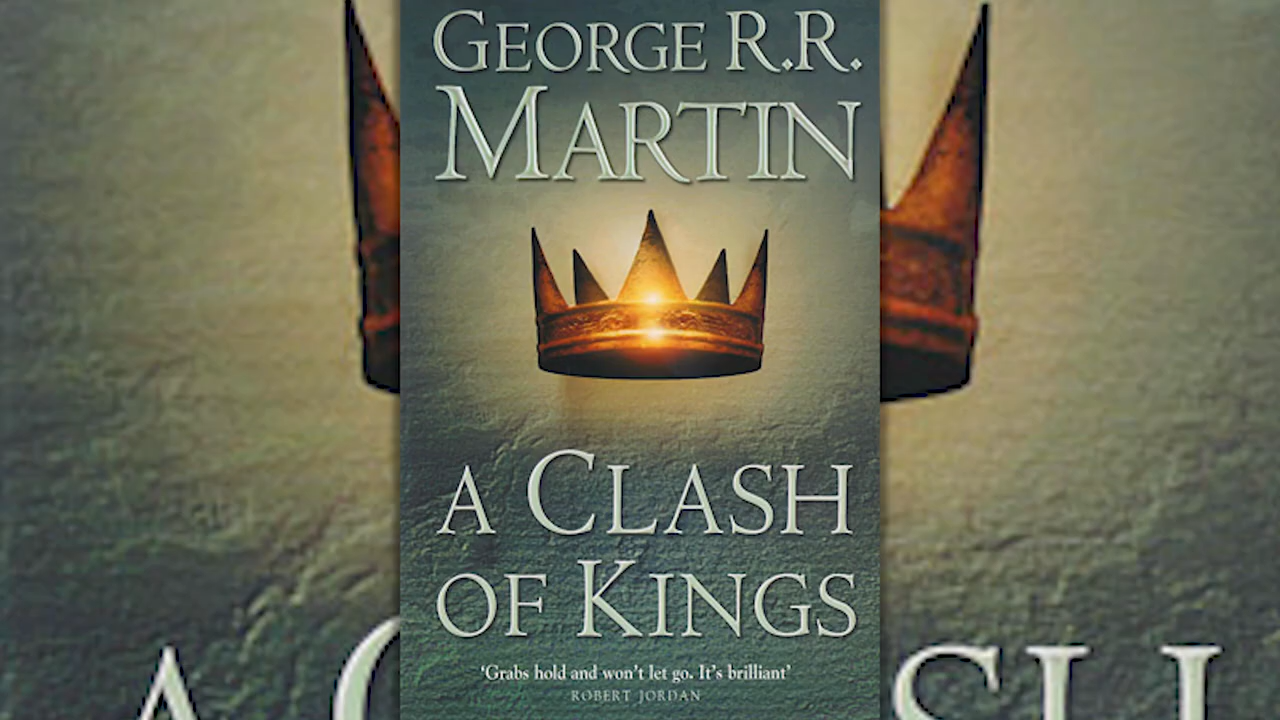 GEORGE R.R.
MARTIN
A CLASH
OF KINGS
‘Grabs hold and won’t let go. It’s brilliant’
ROBERT JORDAN